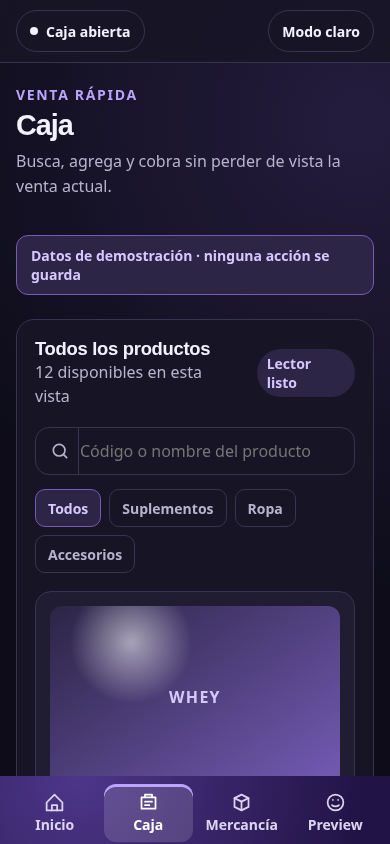 Caja abierta
Modo claro
VENTA RÁPIDA
Caja
Busca, agrega y cobra sin perder de vista la
venta actual.
Datos de demostración · ninguna acción se
guarda
Todos los productos
12 disponibles en esta
vista
Lector
listo
Código o nombre del producto
Todos
Suplementos
Ropa
Accesorios
WHEY
Inicio
Caja
Mercancía
Preview